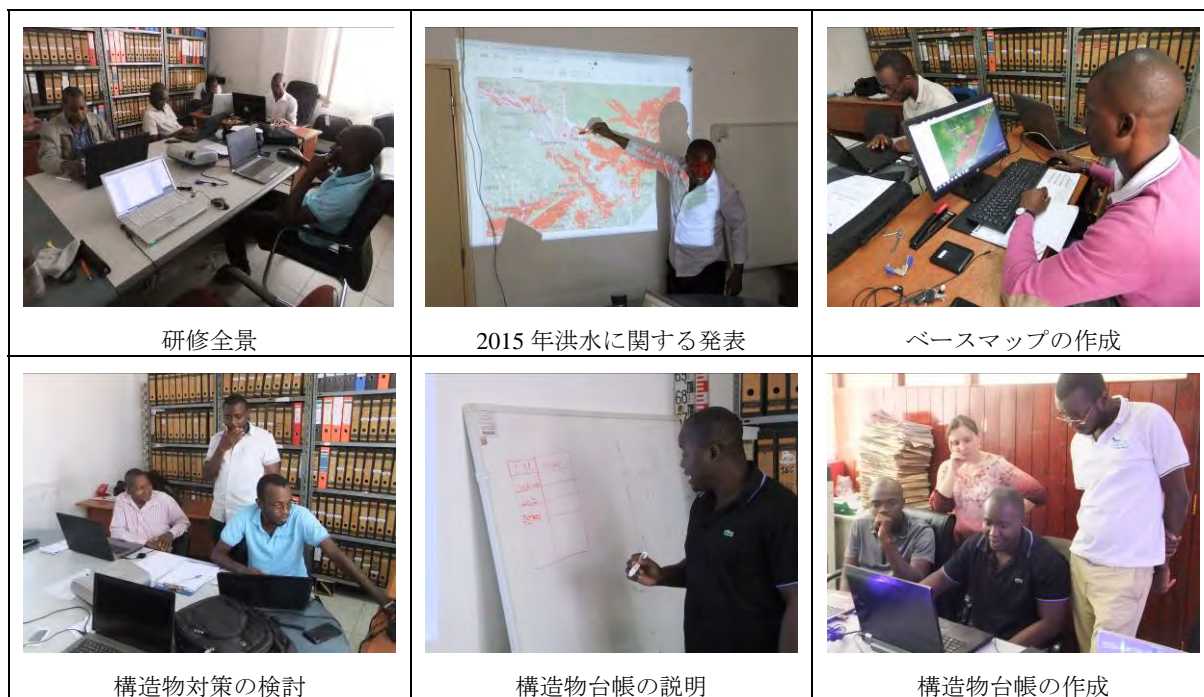 研修全景
2015 年洪水に関する発表
ベースマップの作成
構造物対策の検討
構造物台帳の説明
構造物台帳の作成